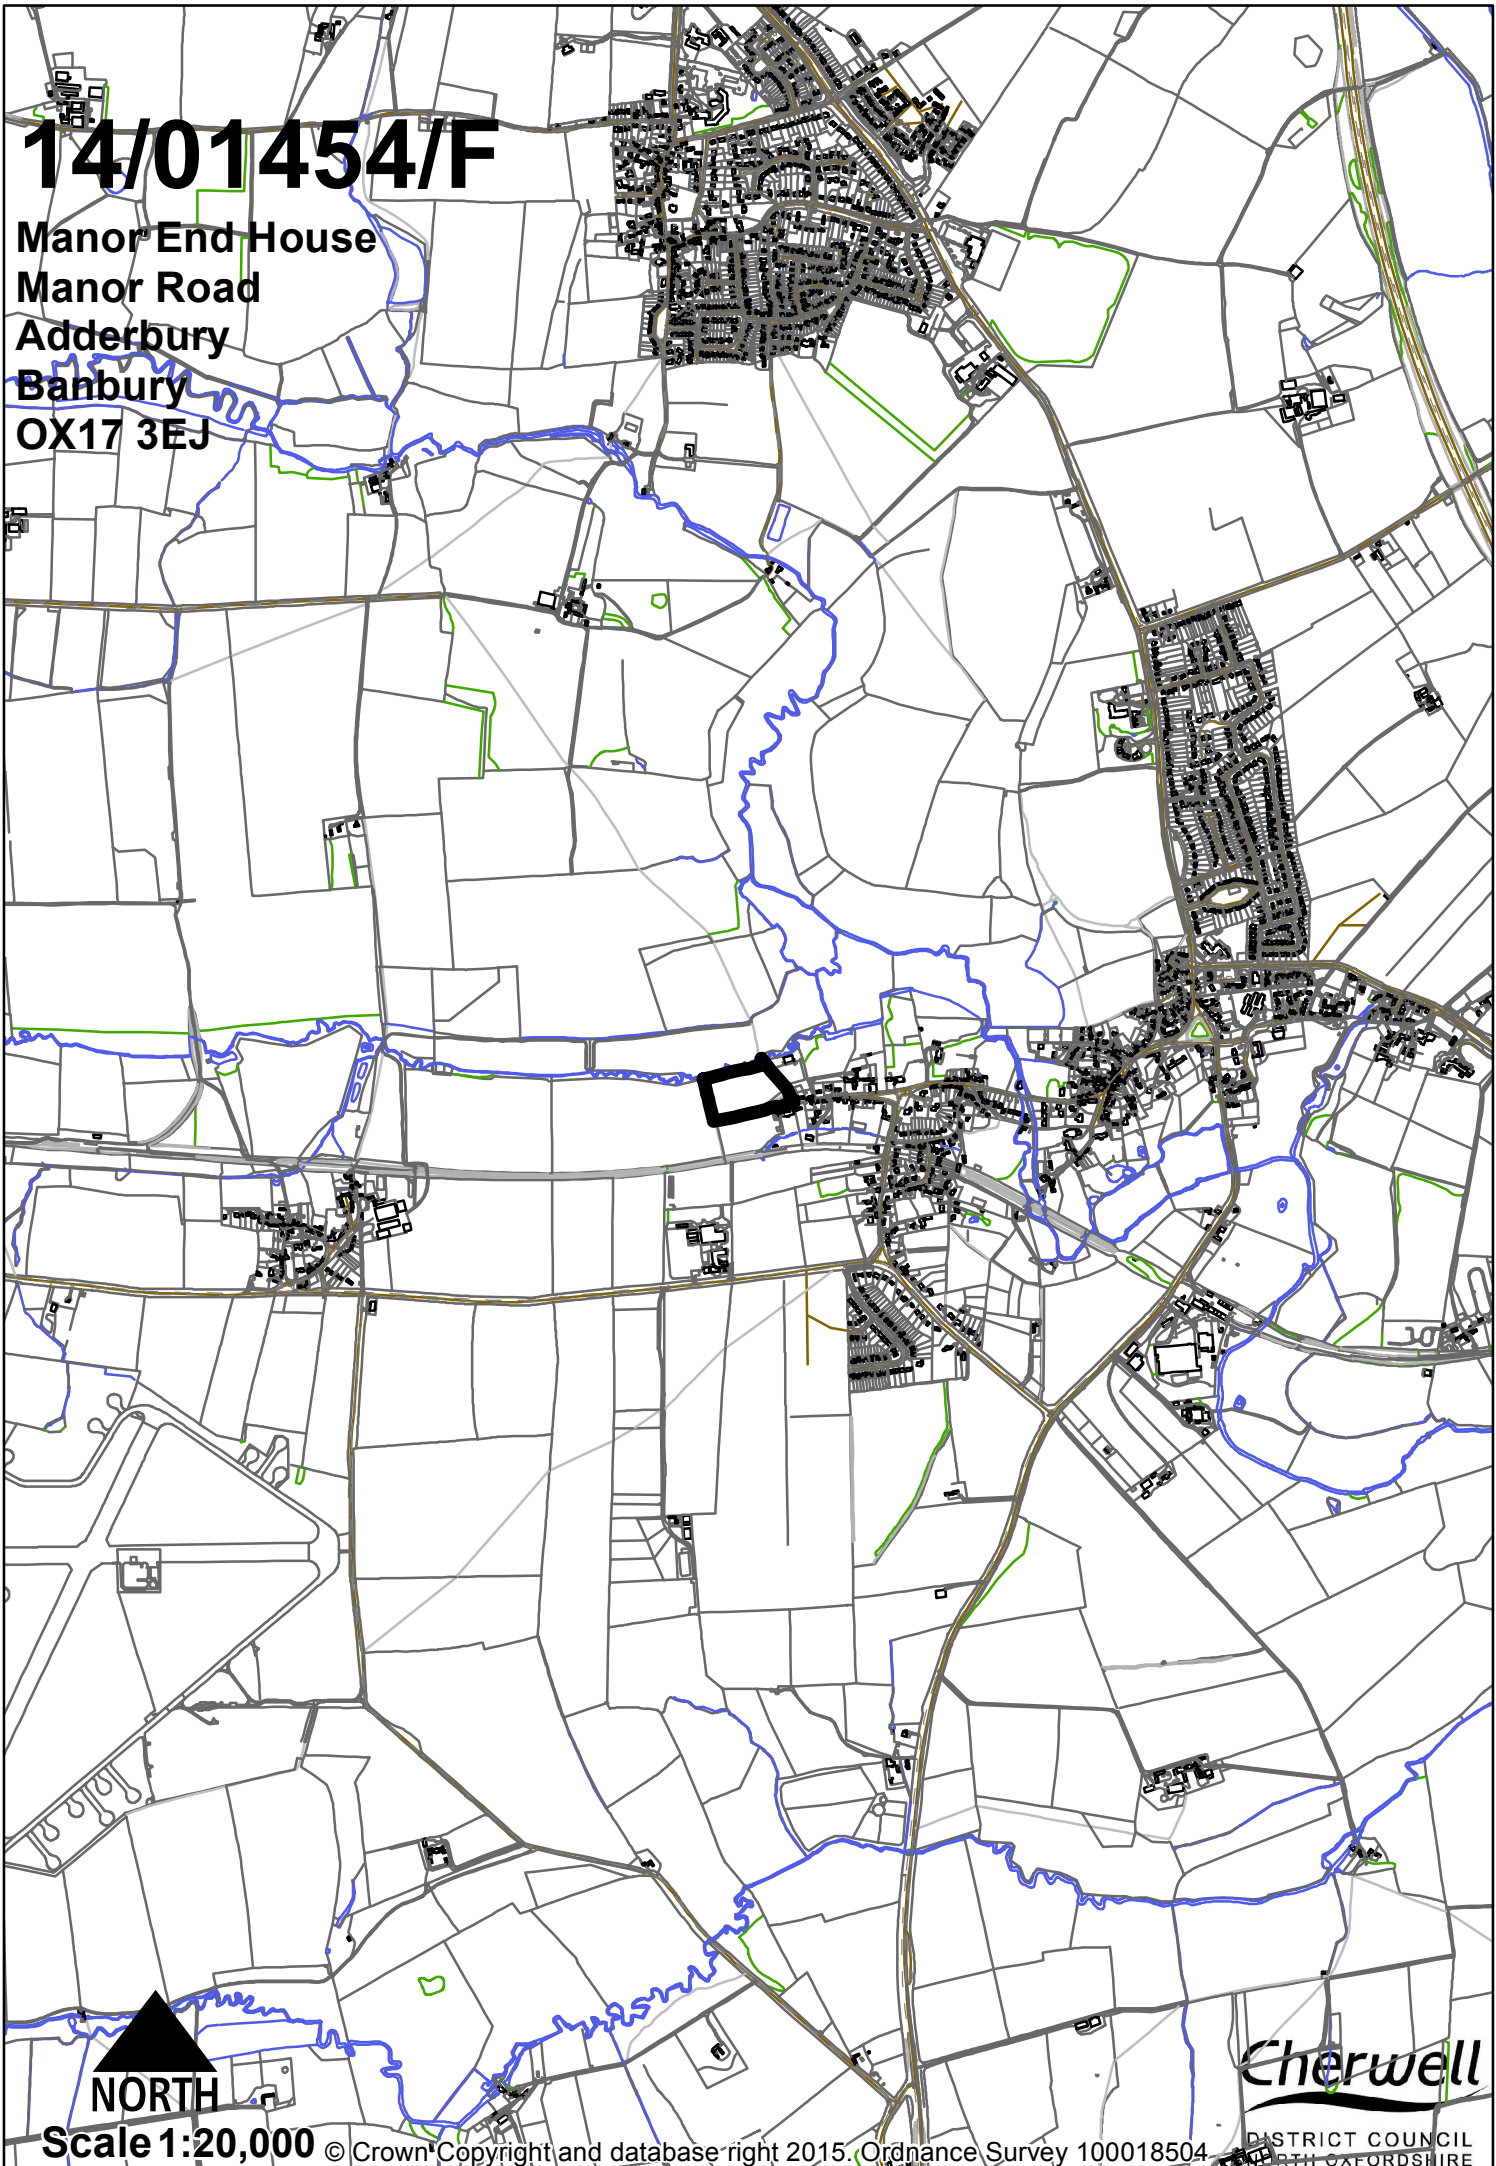 14/01454/F
Manor End House
Manor Road
Adderbury
Banbury
OX17 3EJ
NORTH
Scale 1:20,000
© Crown Copyright and database right 2015. Ordnance Survey 100018504
Cherwell
DISTRICT COUNCIL
NORTH OXFORDSHIRE